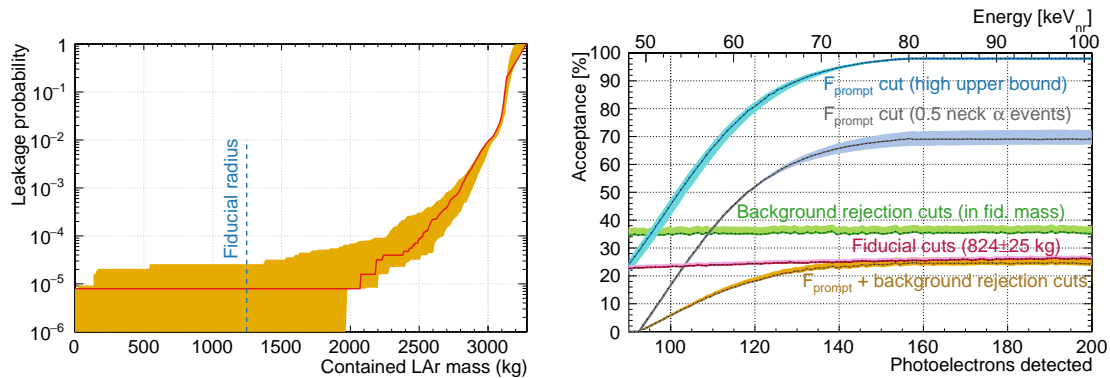 Leakage probability
1
10⁻¹
10⁻²
10⁻³
10⁻⁴
10⁻⁵
10⁻⁶
Fiducial radius
0 500 1000 1500 2000 2500 3000
Contained LAr mass (kg)
Energy [keV_nr]
50 57 62 65 71 80 90 100
Acceptance [%]
100
90
80
70
60
50
40
30
20
10
0
F_prompt cut (high upper bound)
F_prompt cut (0.5 neck α events)
Background rejection cuts (in fid. mass)
Fiducial cuts (824±25 kg)
F_prompt + background rejection cuts
100 120 140 160 180 200
Photoelectrons detected